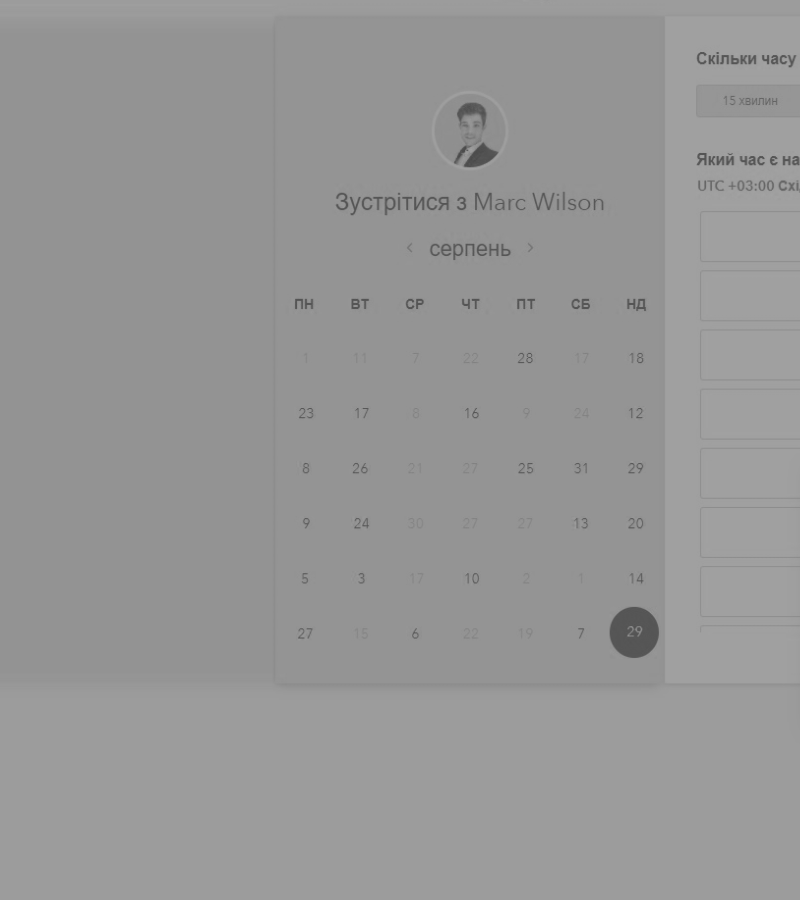 Зустрітися з Marc Wilson
< серпень >
ПН ВТ СР ЧТ ПТ СБ НД
1 11 7 22 28 17 18
23 17 8 16 9 24 12
8 26 21 27 25 31 29
9 24 30 27 27 13 20
5 3 17 10 2 1 14
27 15 6 22 19 7 29
Скільки часу
15 хвилин
Який час є на
UTC +03:00 Схі